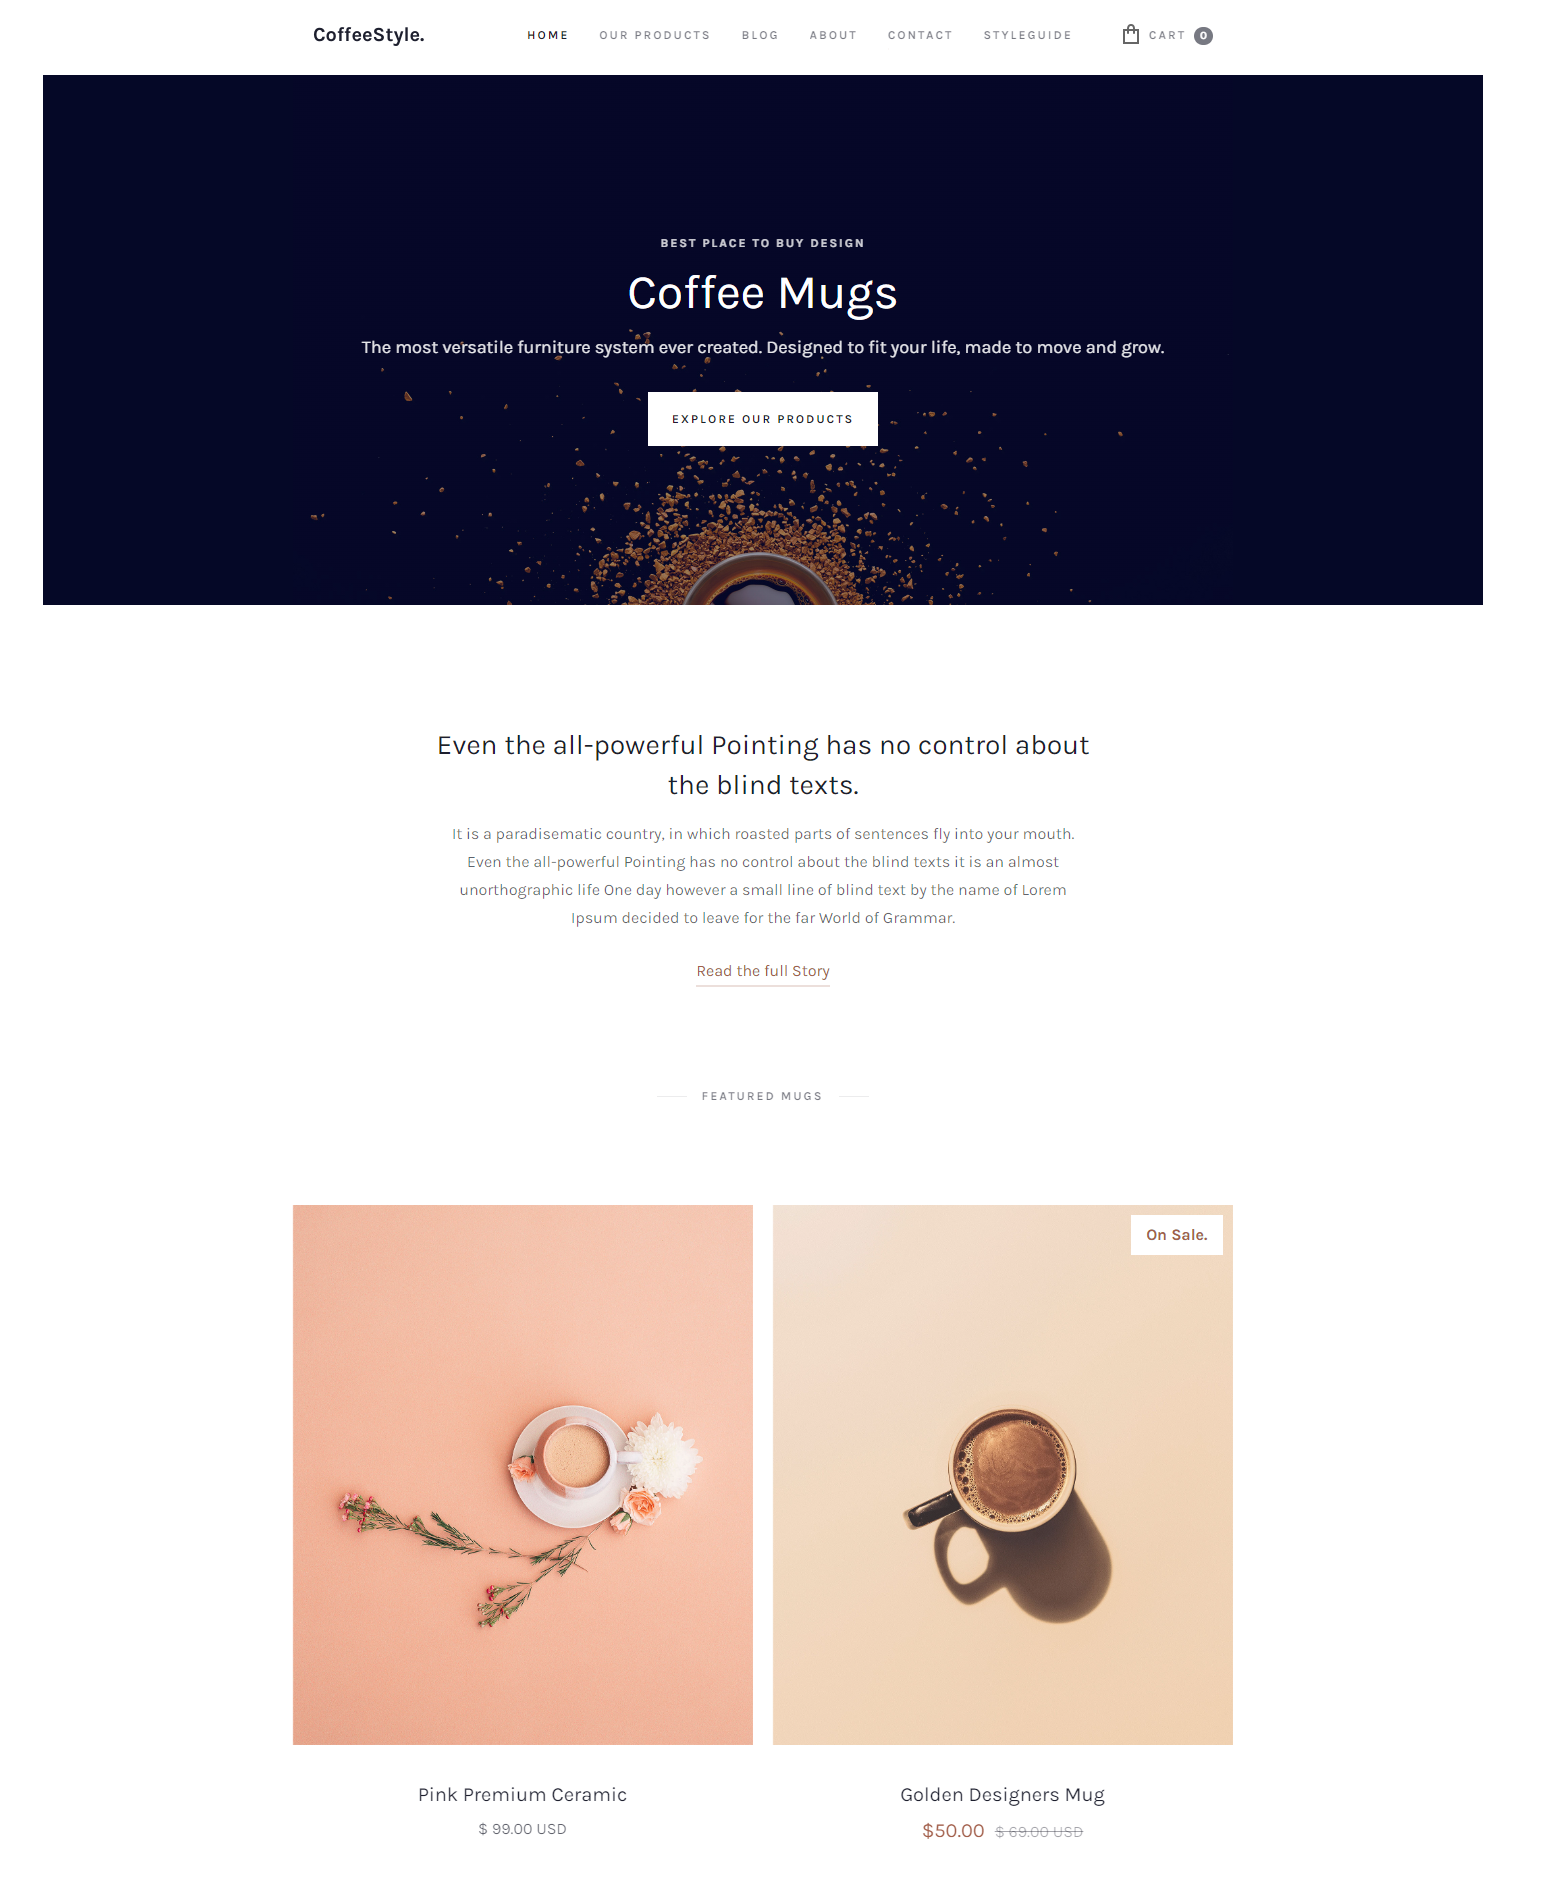 CoffeeStyle.
HOME
OUR PRODUCTS
BLOG
ABOUT
CONTACT
STYLEGUIDE
CART 0
BEST PLACE TO BUY DESIGN
Coffee Mugs
The most versatile furniture system ever created. Designed to fit your life, made to move and grow.
EXPLORE OUR PRODUCTS
Even the all-powerful Pointing has no control about
the blind texts.
It is a paradisematic country, in which roasted parts of sentences fly into your mouth.
Even the all-powerful Pointing has no control about the blind texts it is an almost
unorthographic life One day however a small line of blind text by the name of Lorem
Ipsum decided to leave for the far World of Grammar.
Read the full Story
FEATURED MUGS
On Sale.
Pink Premium Ceramic
$ 99.00 USD
Golden Designers Mug
$50.00 $ 69.00 USD